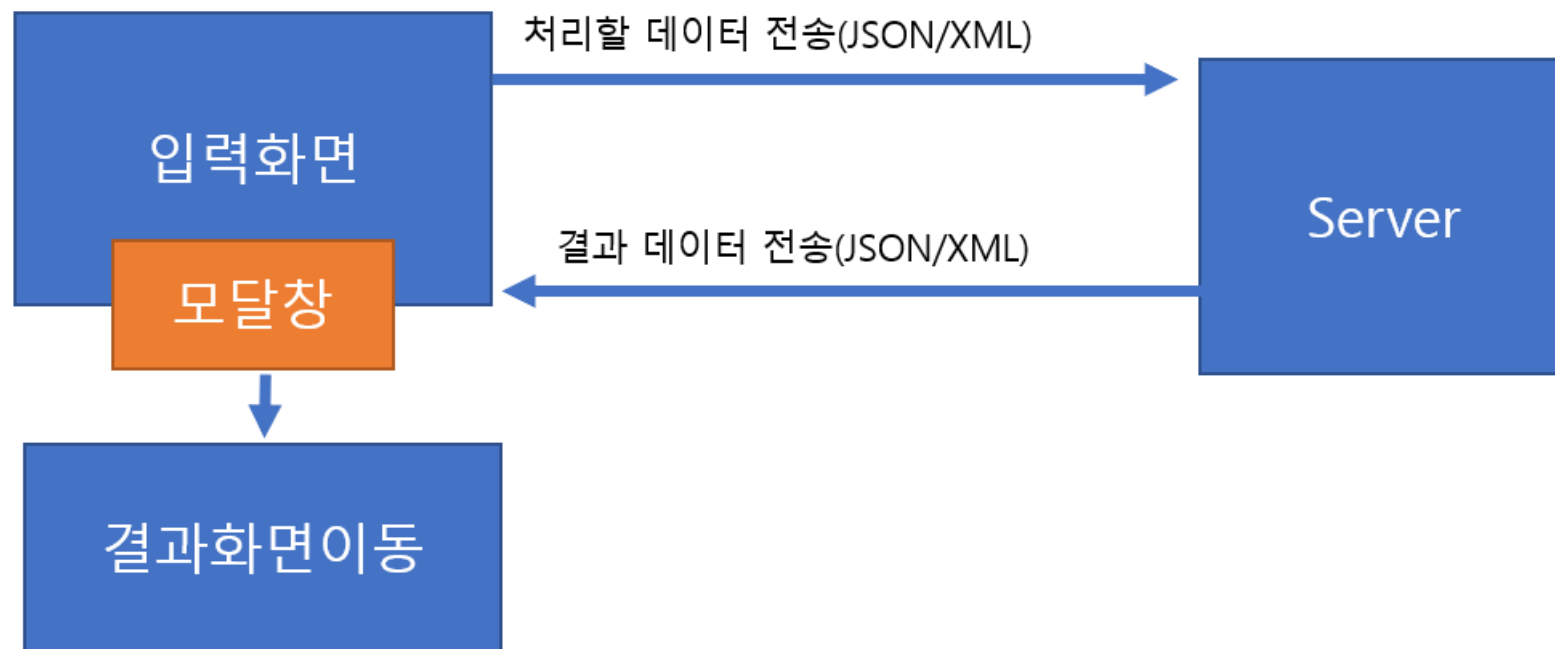 처리할 데이터 전송(JSON/XML)
입력화면
Server
결과 데이터 전송(JSON/XML)
모달창
결과화면이동